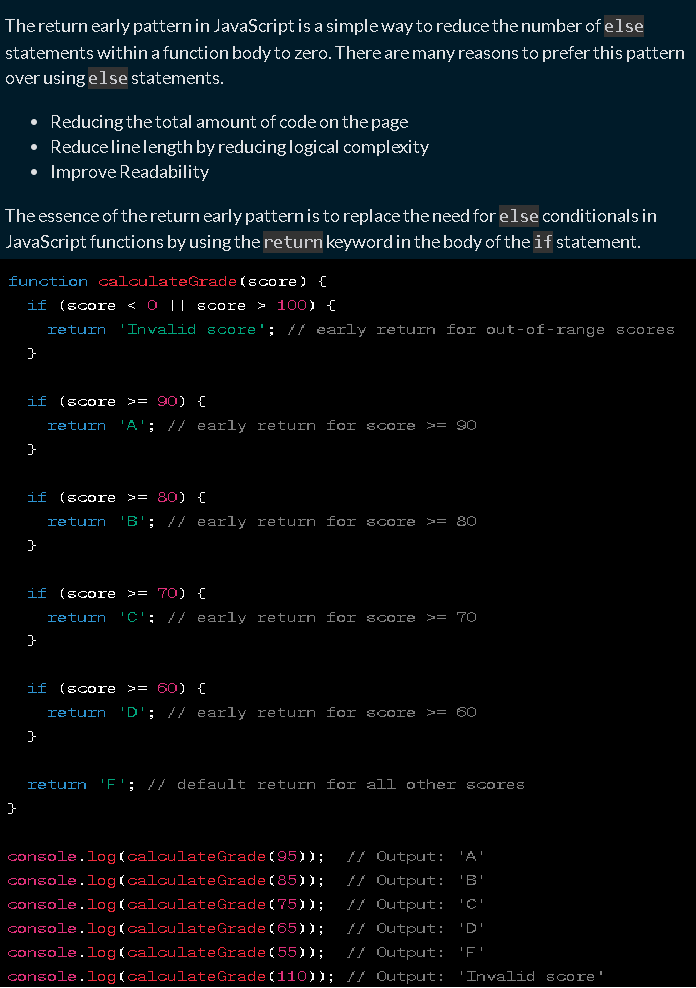 The return early pattern in JavaScript is a simple way to reduce the number of else
statements within a function body to zero. There are many reasons to prefer this pattern
over using else statements.
• Reducing the total amount of code on the page
• Reduce line length by reducing logical complexity
• Improve Readability
The essence of the return early pattern is to replace the need for else conditionals in
JavaScript functions by using the return keyword in the body of the if statement.
function calculateGrade(score) {
  if (score < 0 || score > 100) {
    return 'Invalid score'; // early return for out-of-range scores
  }
  if (score >= 90) {
    return 'A'; // early return for score >= 90
  }
  if (score >= 80) {
    return 'B'; // early return for score >= 80
  }
  if (score >= 70) {
    return 'C'; // early return for score >= 70
  }
  if (score >= 60) {
    return 'D'; // early return for score >= 60
  }
  return 'F'; // default return for all other scores
}
console.log(calculateGrade(95));  // Output: 'A'
console.log(calculateGrade(85));  // Output: 'B'
console.log(calculateGrade(75));  // Output: 'C'
console.log(calculateGrade(65));  // Output: 'D'
console.log(calculateGrade(55));  // Output: 'F'
console.log(calculateGrade(110)); // Output: 'Invalid score'